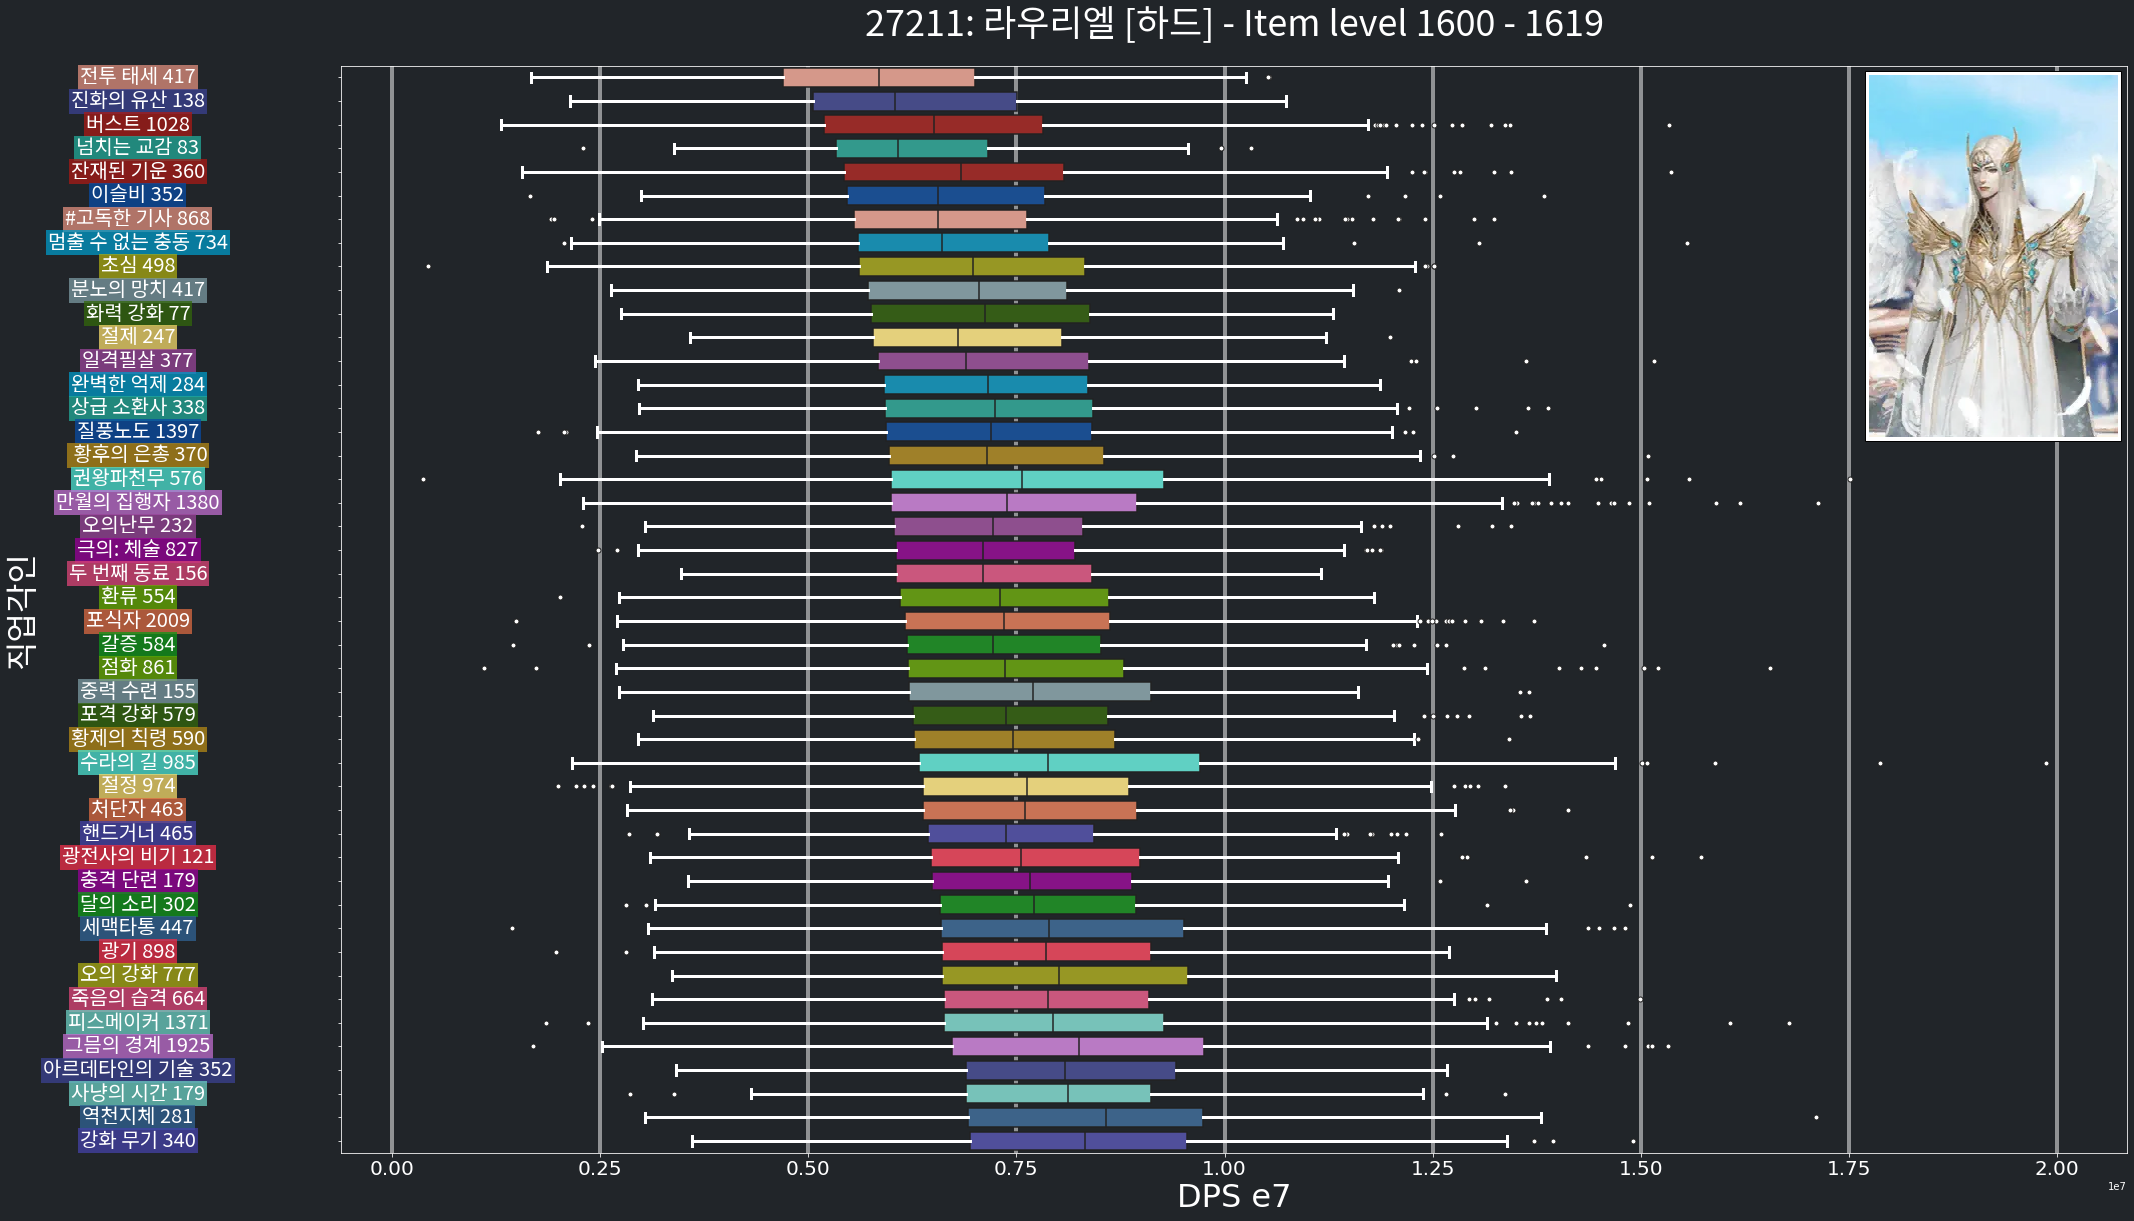 27211: 라우리엘 [하드] - Item level 1600 - 1619
직업각인
전투 태세 417
진화의 유산 138
버스트 1028
넘치는 교감 83
잔재된 기운 360
이슬비 352
#고독한 기사 868
멈출 수 없는 충동 734
초심 498
분노의 망치 417
화력 강화 77
절제 247
일격필살 377
완벽한 억제 284
상급 소환사 338
질풍노도 1397
황후의 은총 370
권왕파천무 576
만월의 집행자 1380
오의난무 232
극의: 체술 827
두 번째 동료 156
환류 554
포식자 2009
갈증 584
점화 861
중력 수련 155
포격 강화 579
황제의 칙령 590
수라의 길 985
절정 974
처단자 463
핸드거너 465
광전사의 비기 121
충격 단련 179
달의 소리 302
세맥타통 447
광기 898
오의 강화 777
죽음의 습격 664
피스메이커 1371
그믐의 경계 1925
아르데타인의 기술 352
사냥의 시간 179
역천지체 281
강화 무기 340
0.00 0.25 0.50 0.75 1.00 1.25 1.50 1.75 2.00
1e7
DPS e7